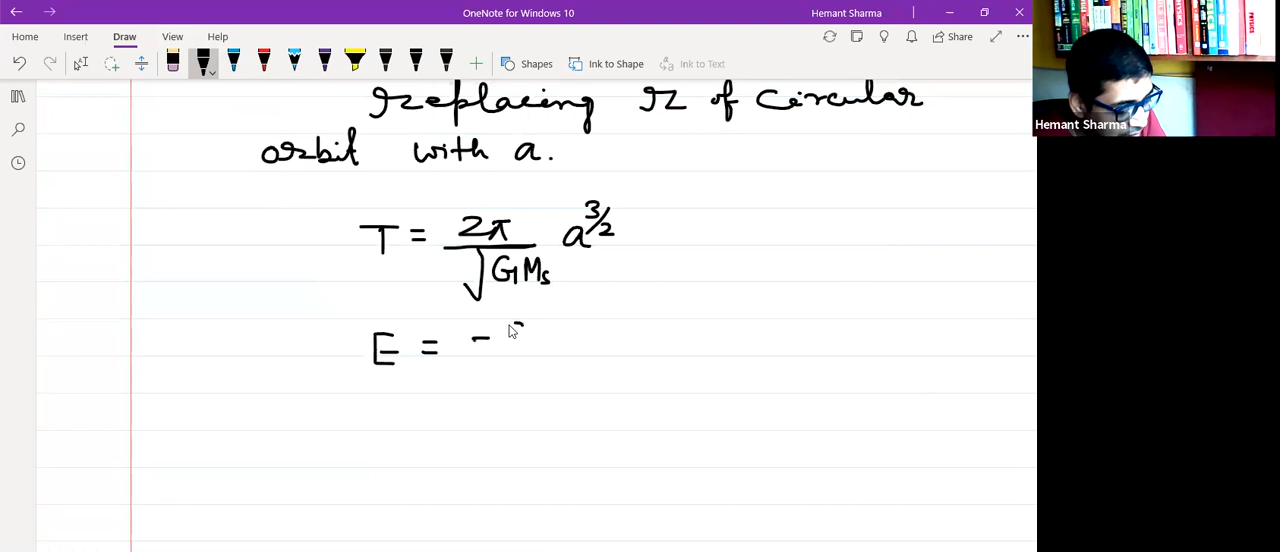 OneNote for Windows 10
Hemant Sharma
Home Insert Draw View Help
Share
Shapes Ink to Shape Ink to Text
replacing r of circular
orbit with a.
T = 2π / √GMs a^3/2
E = -
Hemant Sharma